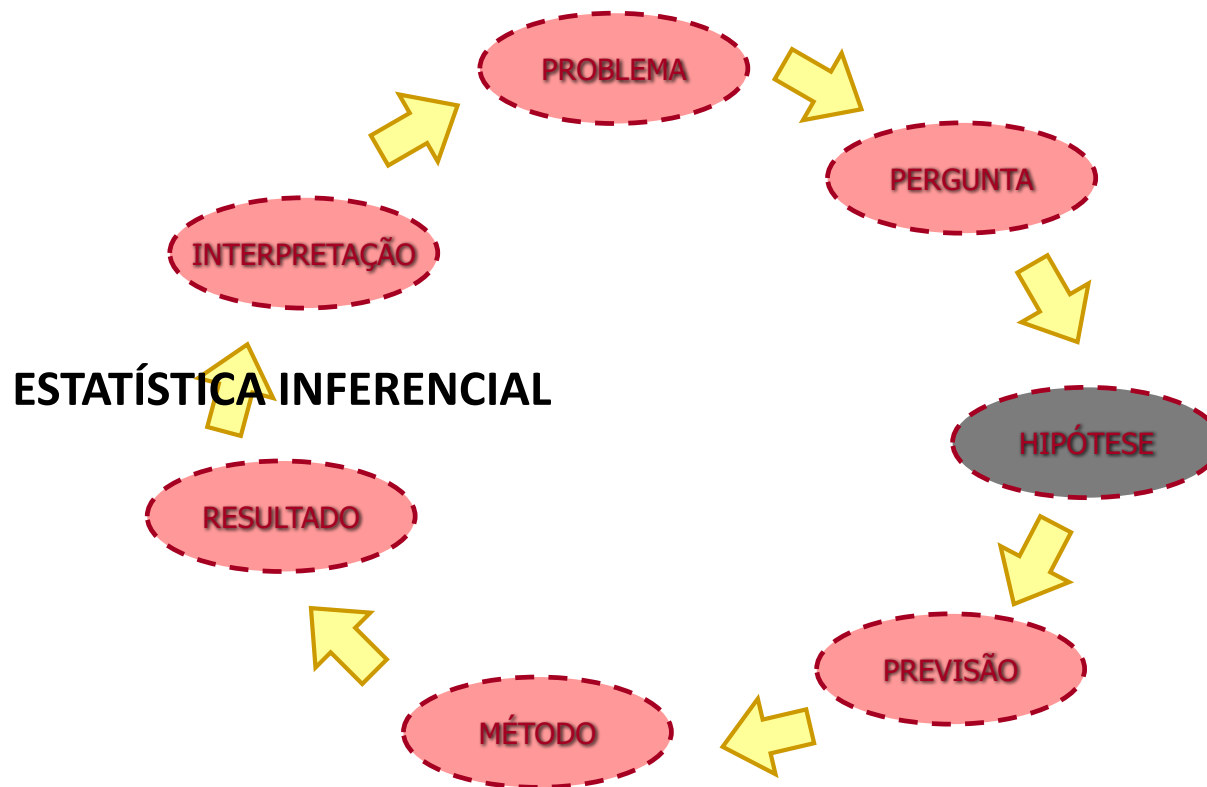 PROBLEMA
PERGUNTA
INTERPRETAÇÃO
ESTATÍSTICA INFERENCIAL
HIPÓTESE
RESULTADO
PREVISÃO
MÉTODO